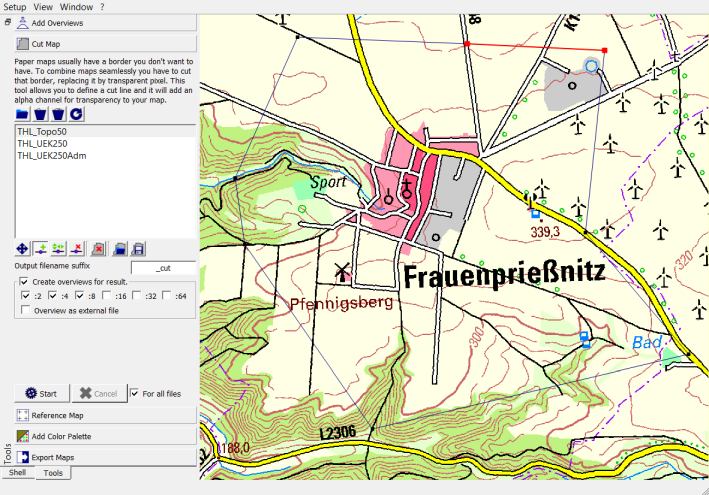 Setup View Window ?
Add Overviews
Cut Map
Paper maps usually have a border you don't want to
have. To combine maps seamlessly you have to cut
that border, replacing it by transparent pixel. This
tool allows you to define a cut line and it will add an
alpha channel for transparency to your map.
THL_Topo50
THL_UEK250
THL_UEK250Adm
Output filename suffix _cut
Create overviews for result.
:2 :4 :8 :16 :32 :64
Overview as external file
Start Cancel For all files
Reference Map
Add Color Palette
Export Maps
Tools
Shell Tools
Sport
339,3
320
Frauenprießnitz
Pfennigsberg
300
Bad
L2306
188,0